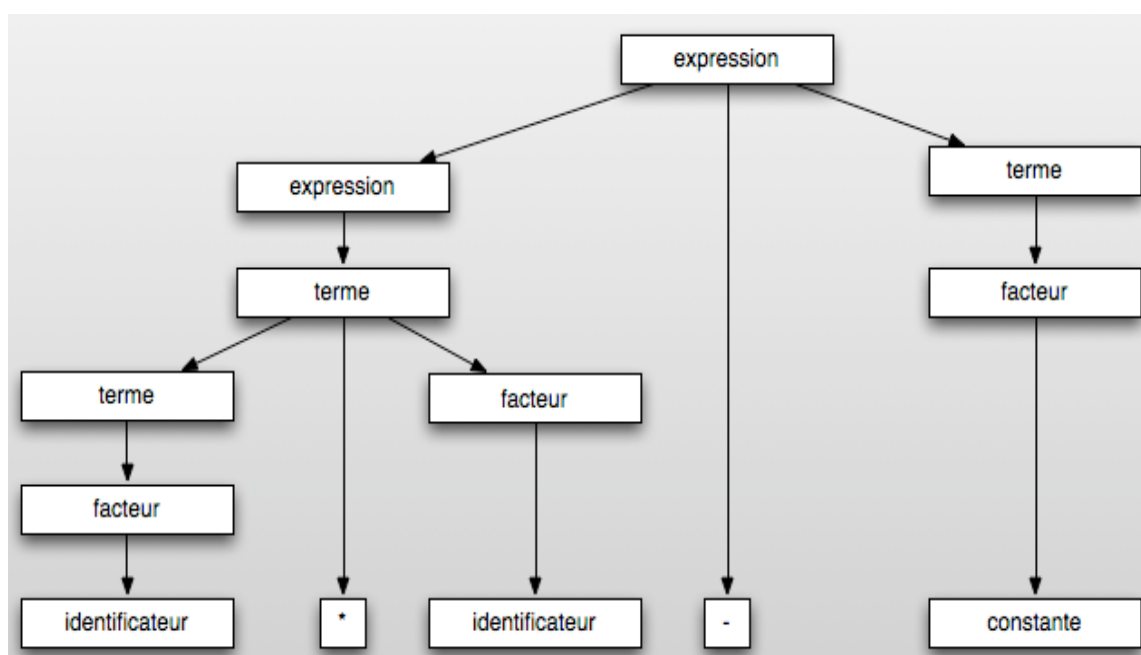 expression
expression
terme
terme
facteur
terme
facteur
facteur
identificateur
*
identificateur
-
constante